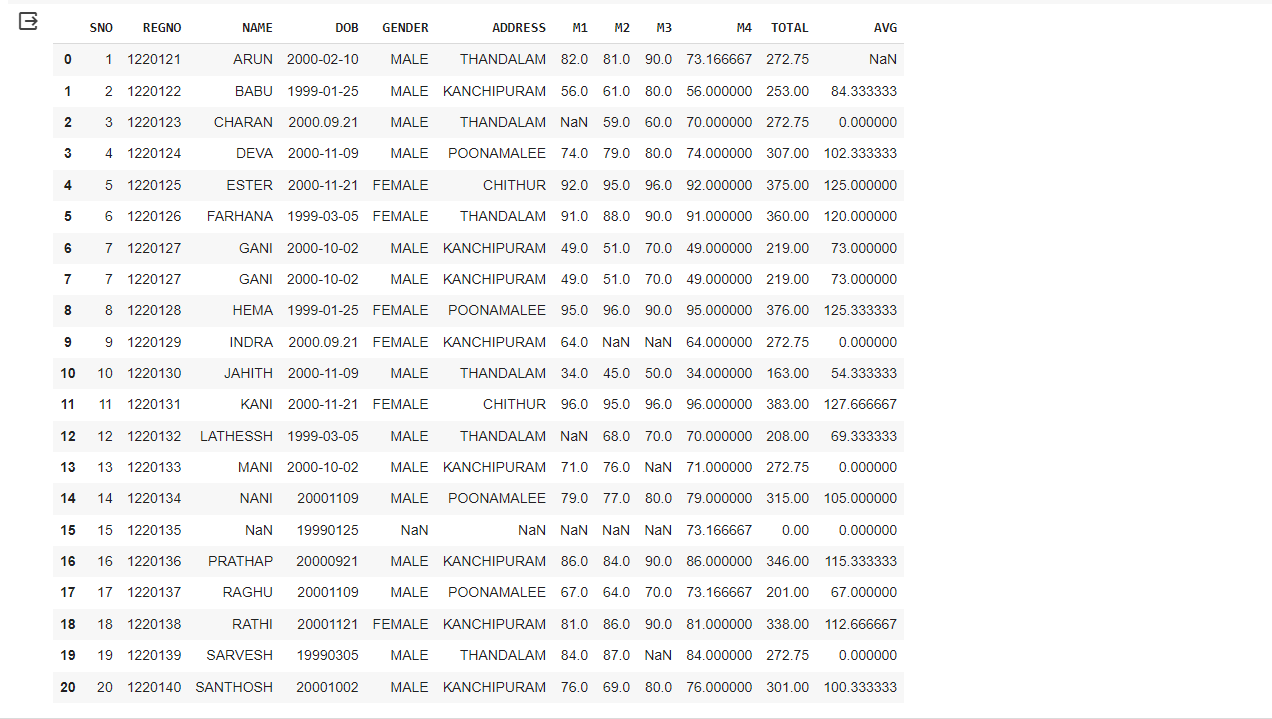 SNO REGNO NAME DOB GENDER ADDRESS M1 M2 M3 M4 TOTAL AVG
0 1 1220121 ARUN 2000-02-10 MALE THANDALAM 82.0 81.0 90.0 73.166667 272.75 NaN
1 2 1220122 BABU 1999-01-25 MALE KANCHIPURAM 56.0 61.0 80.0 56.000000 253.00 84.333333
2 3 1220123 CHARAN 2000.09.21 MALE THANDALAM NaN 59.0 60.0 70.000000 272.75 0.000000
3 4 1220124 DEVA 2000-11-09 MALE POONAMALEE 74.0 79.0 80.0 74.000000 307.00 102.333333
4 5 1220125 ESTER 2000-11-21 FEMALE CHITHUR 92.0 95.0 96.0 92.000000 375.00 125.000000
5 6 1220126 FARHANA 1999-03-05 FEMALE THANDALAM 91.0 88.0 90.0 91.000000 360.00 120.000000
6 7 1220127 GANI 2000-10-02 MALE KANCHIPURAM 49.0 51.0 70.0 49.000000 219.00 73.000000
7 7 1220127 GANI 2000-10-02 MALE KANCHIPURAM 49.0 51.0 70.0 49.000000 219.00 73.000000
8 8 1220128 HEMA 1999-01-25 FEMALE POONAMALEE 95.0 96.0 90.0 95.000000 376.00 125.333333
9 9 1220129 INDRA 2000.09.21 FEMALE KANCHIPURAM 64.0 NaN NaN 64.000000 272.75 0.000000
10 10 1220130 JAHITH 2000-11-09 MALE THANDALAM 34.0 45.0 50.0 34.000000 163.00 54.333333
11 11 1220131 KANI 2000-11-21 FEMALE CHITHUR 96.0 95.0 96.0 96.000000 383.00 127.666667
12 12 1220132 LATHESSH 1999-03-05 MALE THANDALAM NaN 68.0 70.0 70.000000 208.00 69.333333
13 13 1220133 MANI 2000-10-02 MALE KANCHIPURAM 71.0 76.0 NaN 71.000000 272.75 0.000000
14 14 1220134 NANI 20001109 MALE POONAMALEE 79.0 77.0 80.0 79.000000 315.00 105.000000
15 15 1220135 NaN 19990125 NaN NaN NaN NaN NaN 73.166667 0.00 0.000000
16 16 1220136 PRATHAP 20000921 MALE KANCHIPURAM 86.0 84.0 90.0 86.000000 346.00 115.333333
17 17 1220137 RAGHU 20001109 MALE POONAMALEE 67.0 64.0 70.0 73.166667 201.00 67.000000
18 18 1220138 RATHI 20001121 FEMALE KANCHIPURAM 81.0 86.0 90.0 81.000000 338.00 112.666667
19 19 1220139 SARVESH 19990305 MALE THANDALAM 84.0 87.0 NaN 84.000000 272.75 0.000000
20 20 1220140 SANTHOSH 20001002 MALE KANCHIPURAM 76.0 69.0 80.0 76.000000 301.00 100.333333